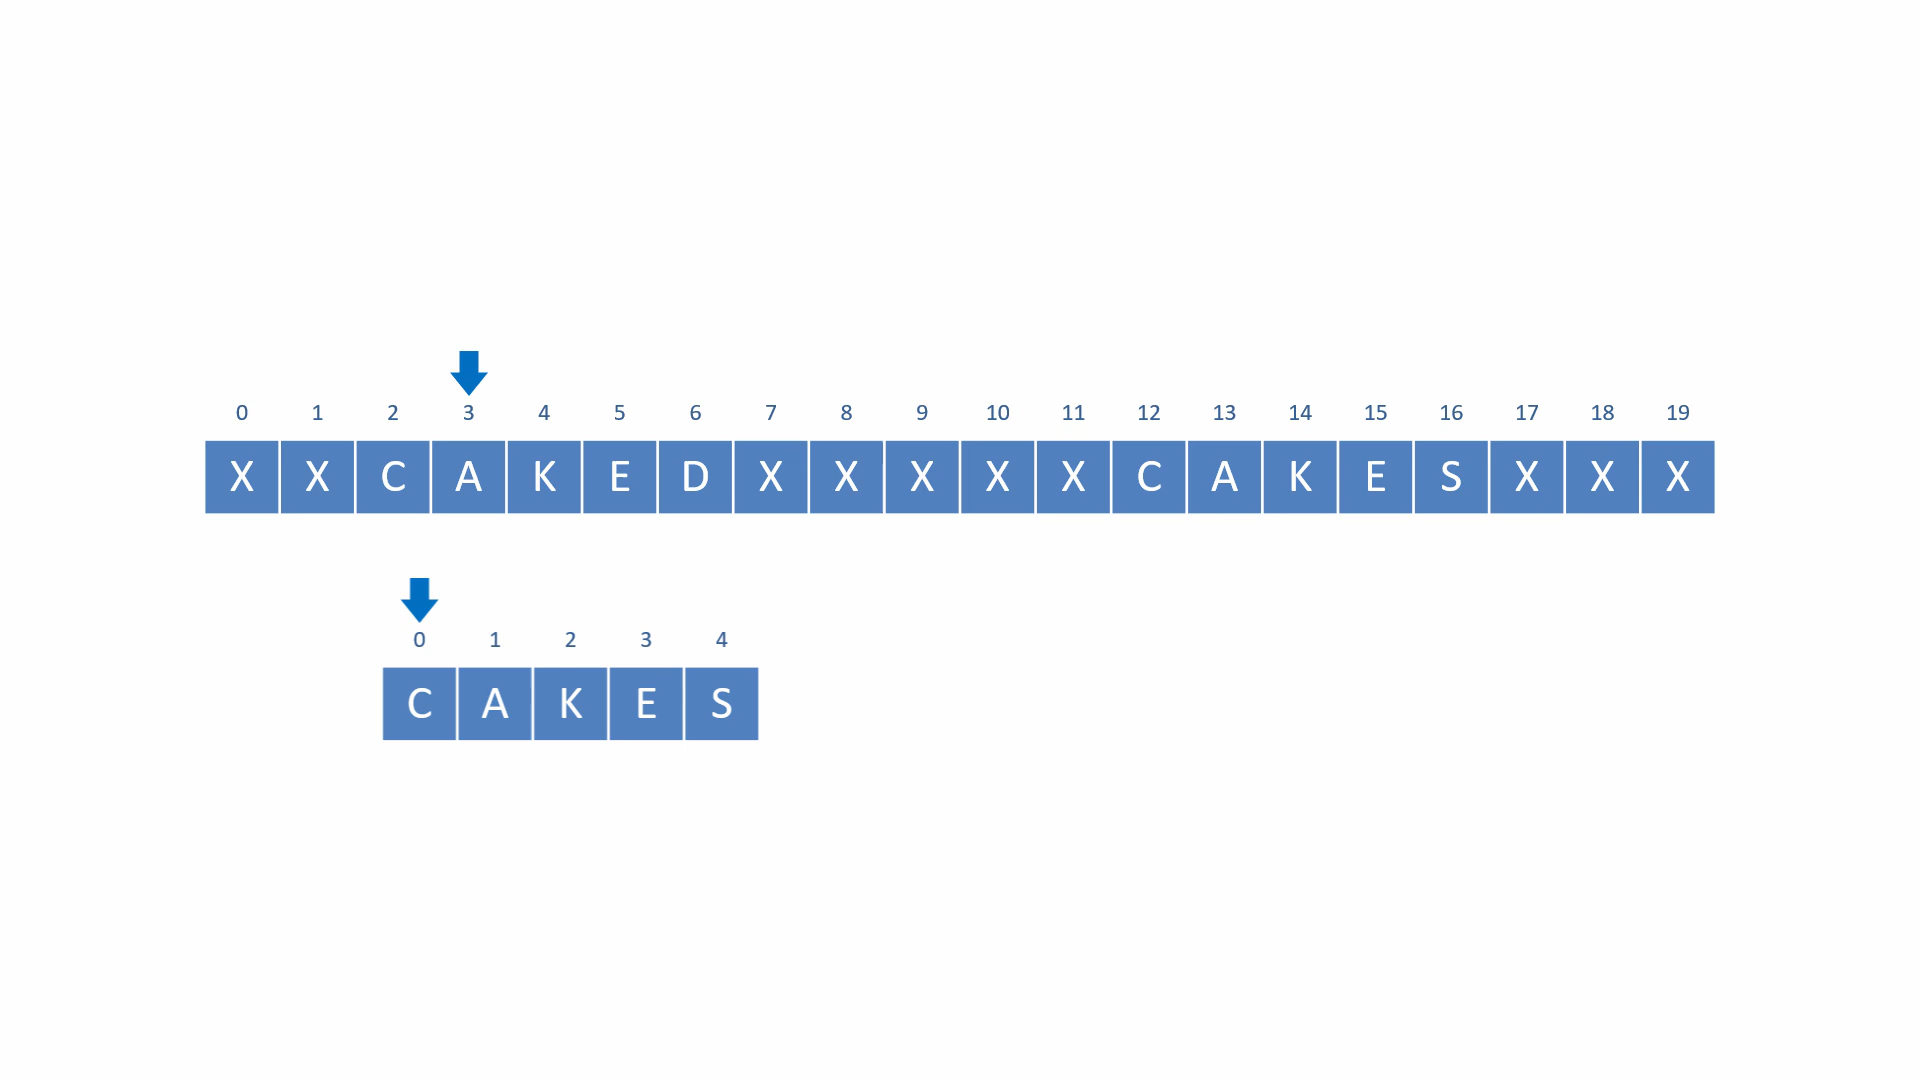 0 1 2 3 4 5 6 7 8 9 10 11 12 13 14 15 16 17 18 19
X X C A K E D X X X X X C A K E S X X X
0 1 2 3 4
C A K E S